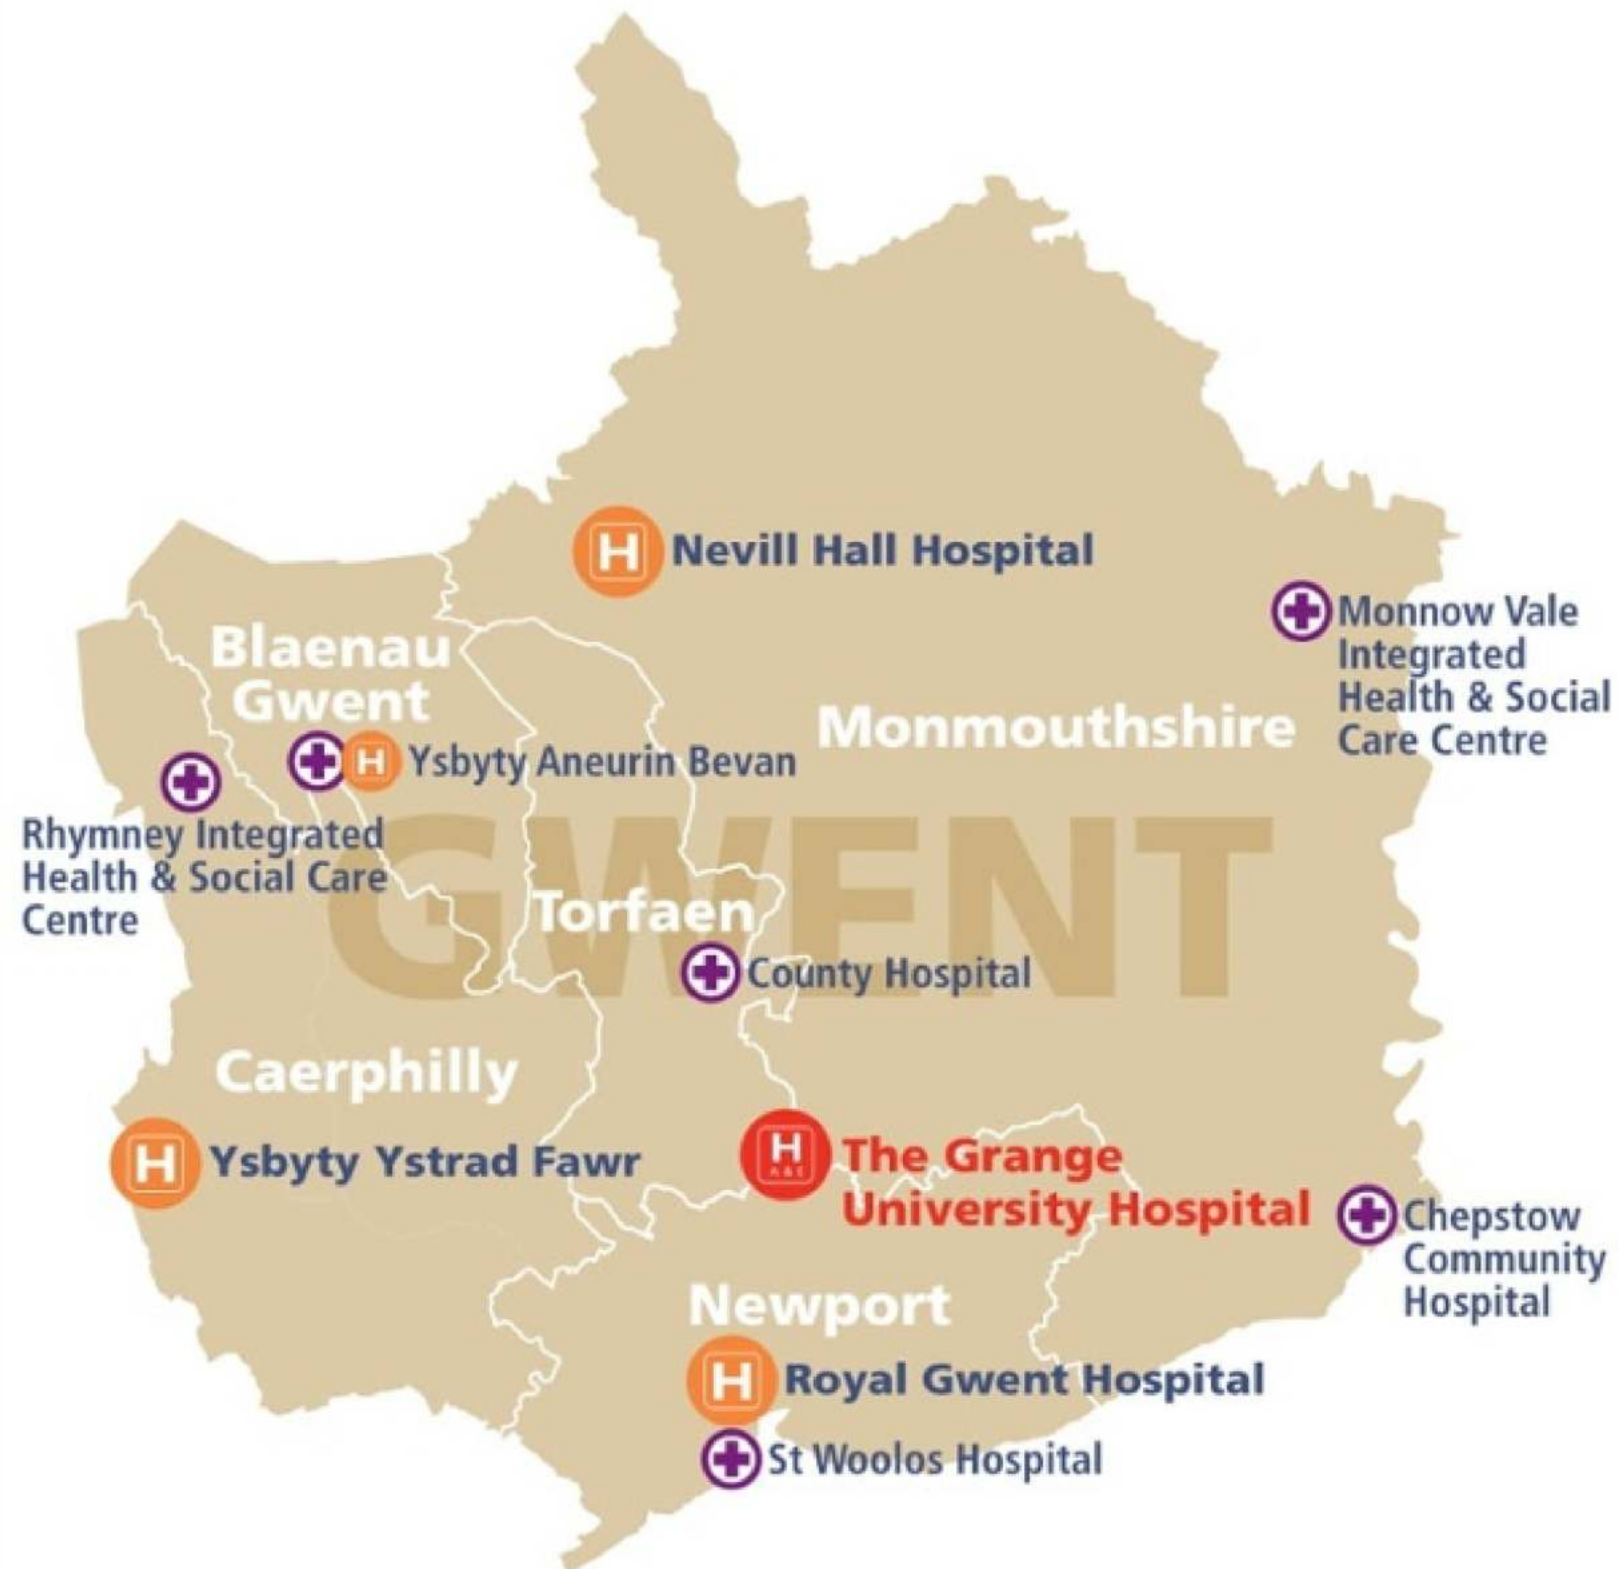 H Nevill Hall Hospital
Monnow Vale
Integrated
Health & Social
Care Centre
Blaenau
Gwent
Monmouthshire
H Ysbyty Aneurin Bevan
Rhymney Integrated
Health & Social Care
Centre
GWENT
Torfaen
County Hospital
Caerphilly
H Ysbyty Ystrad Fawr
H
A&E
The Grange
University Hospital
Chepstow
Community
Hospital
Newport
H Royal Gwent Hospital
St Woolos Hospital